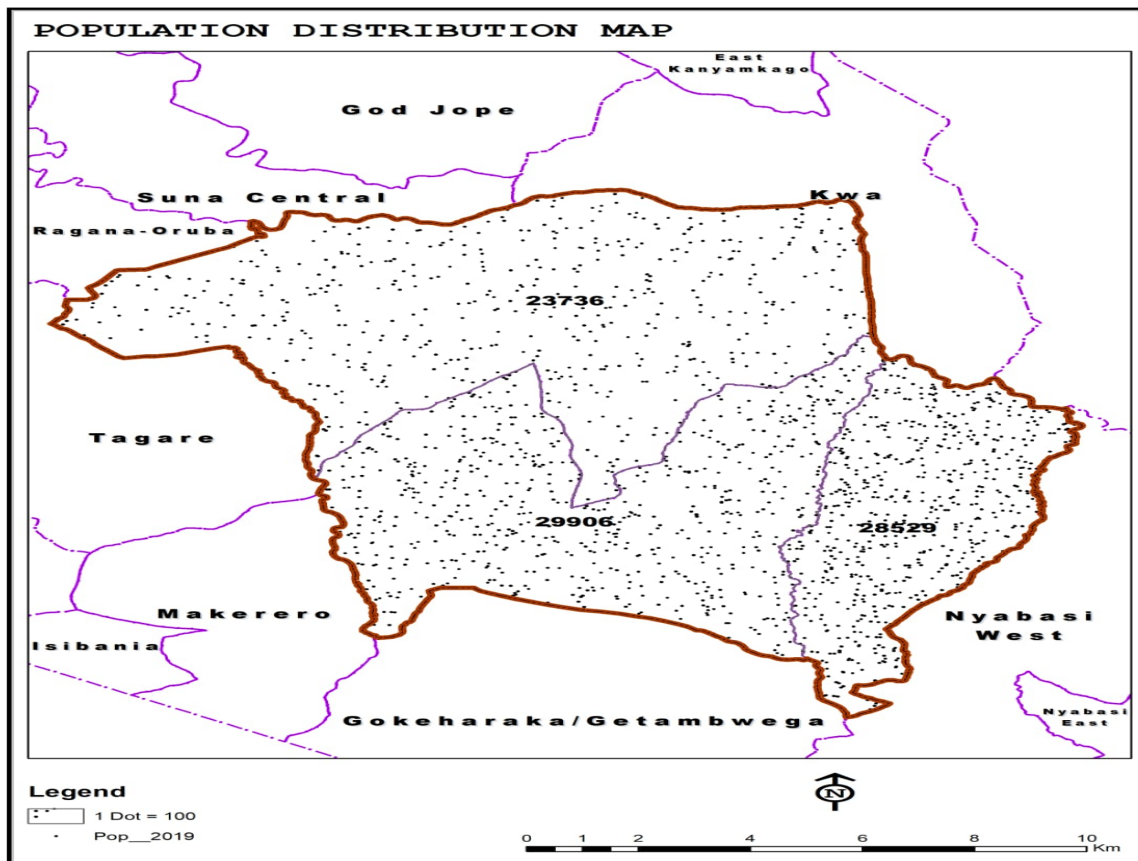 POPULATION DISTRIBUTION MAP
East
Kanyamkago
God Jope
Suna Central
Kwa
Ragana-Oruba
23736
Tagare
29906
28529
Makerero
Nyabasi
West
Isibania
Gokeharaka/Getambwega
Nyabasi
East
Legend
1 Dot = 100
Pop__2019
N
0 1 2 4 6 8 10
Km